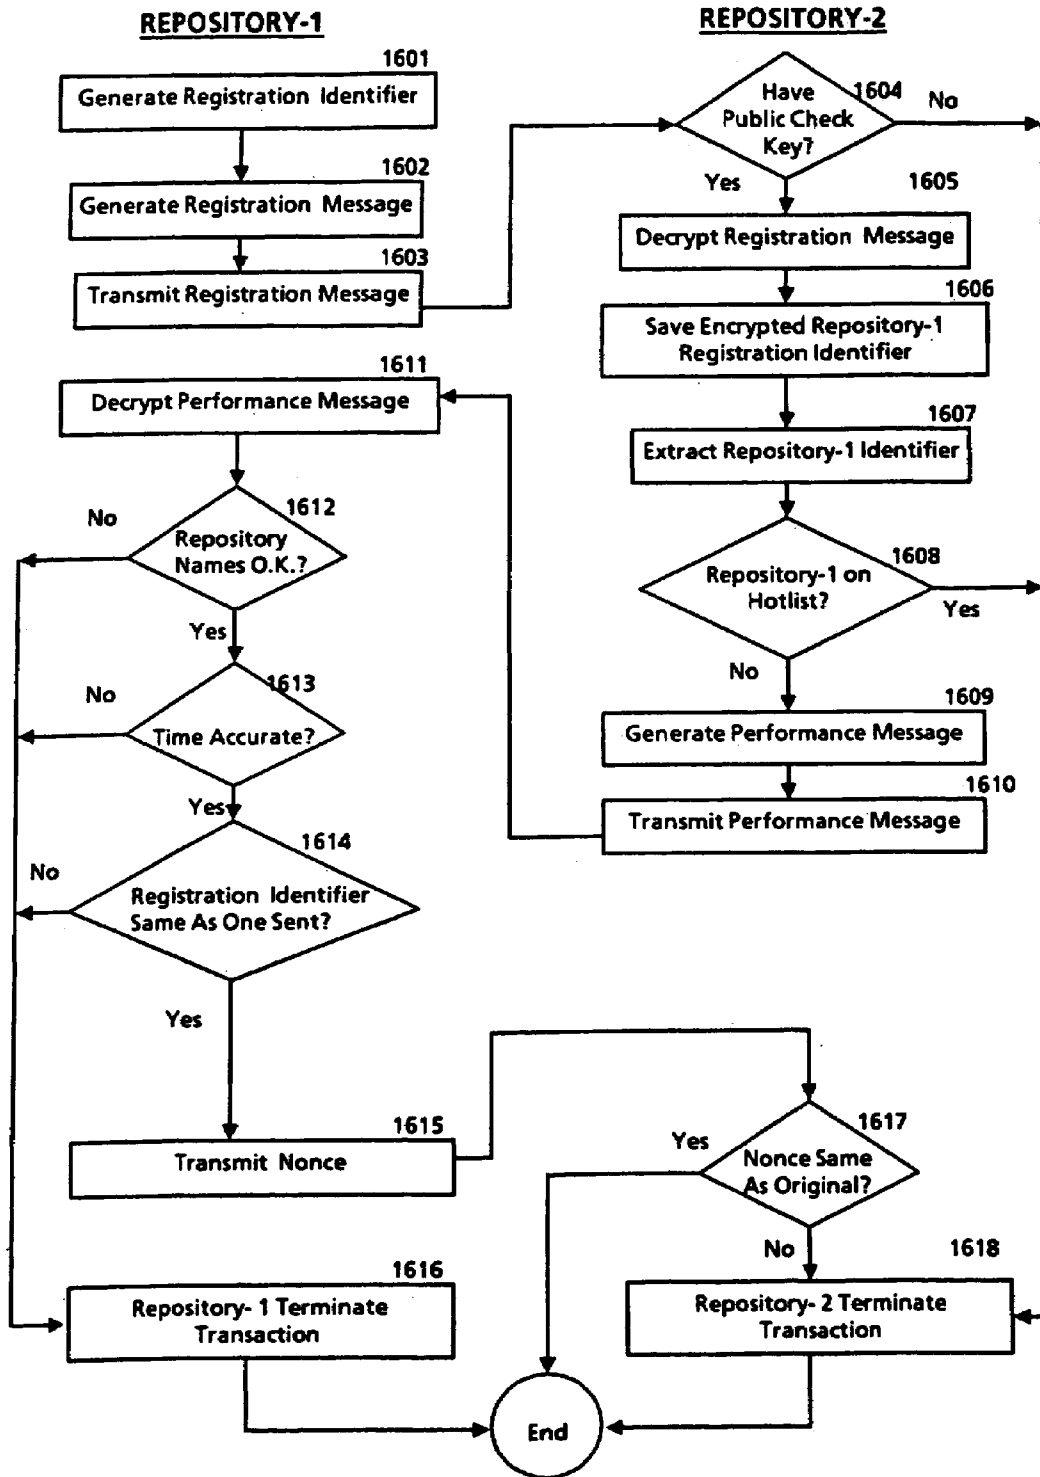 REPOSITORY-1
1601
Generate Registration Identifier
1602
Generate Registration Message
1603
Transmit Registration Message
1611
Decrypt Performance Message
1612
No
Repository
Names O.K.?
Yes
1613
No
Time Accurate?
Yes
1614
No
Registration Identifier
Same As One Sent?
Yes
1615
Transmit Nonce
1616
Repository- 1 Terminate
Transaction
REPOSITORY-2
1604
No
Have
Public Check
Key?
Yes
1605
Decrypt Registration Message
1606
Save Encrypted Repository-1
Registration Identifier
1607
Extract Repository-1 Identifier
1608
Repository-1 on
Hotlist?
Yes
No
1609
Generate Performance Message
1610
Transmit Performance Message
1617
Yes
Nonce Same
As Original?
No
1618
Repository- 2 Terminate
Transaction
End